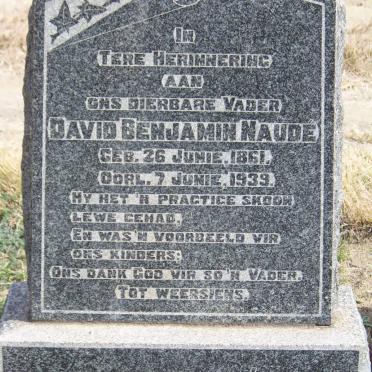 IN
TERE HERINNERING
AAN
ONS DIERBARE VADER
DAVID BENJAMIN NAUDE
GEB. 26 JUNIE, 1861.
OORL. 7 JUNIE, 1939.
HY HET 'N PRACTICE SKOON
LEWE GEHAD,
EN WAS 'N VOORBEELD VIR
ONS KINDERS;
ONS DANK GOD VIR SO 'N VADER.
TOT WEERSIENS.